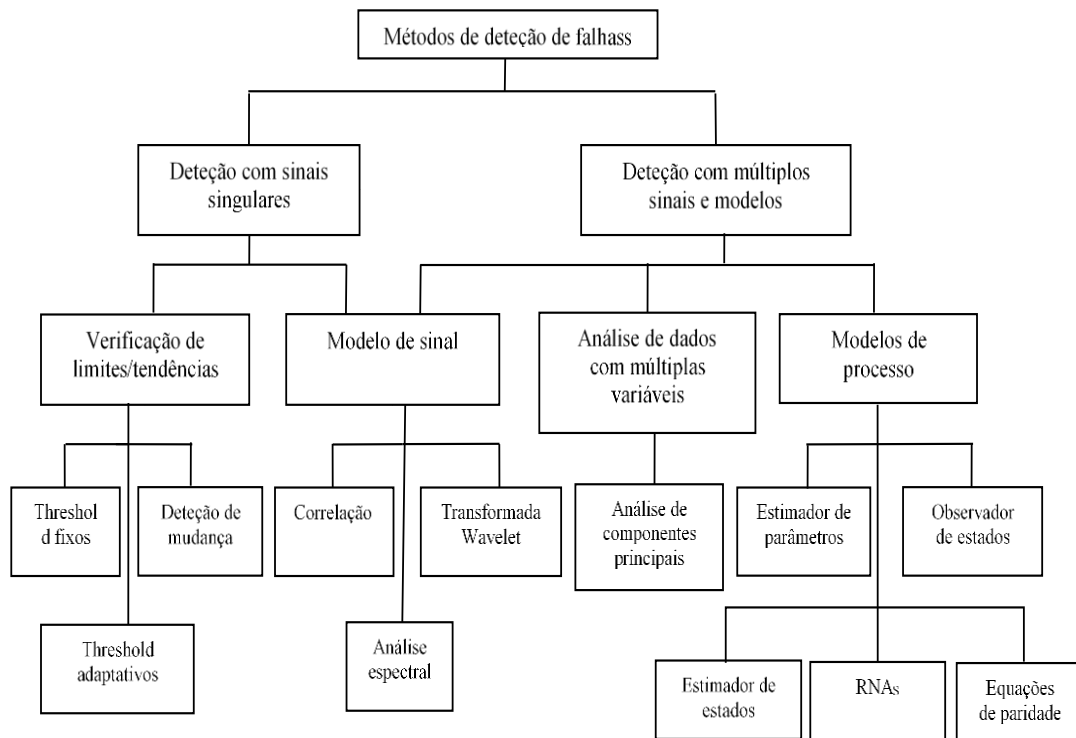 Métodos de deteção de falhass
Deteção com sinais
singulares
Deteção com múltiplos
sinais e modelos
Verificação de
limites/tendências
Modelo de sinal
Análise de dados
com múltiplas
variáveis
Modelos de
processo
Threshol
d fixos
Deteção de
mudança
Correlação
Transformada
Wavelet
Análise de
componentes
principais
Estimador de
parâmetros
Observador
de estados
Threshold
adaptativos
Análise
espectral
Estimador de
estados
RNAs
Equações
de paridade